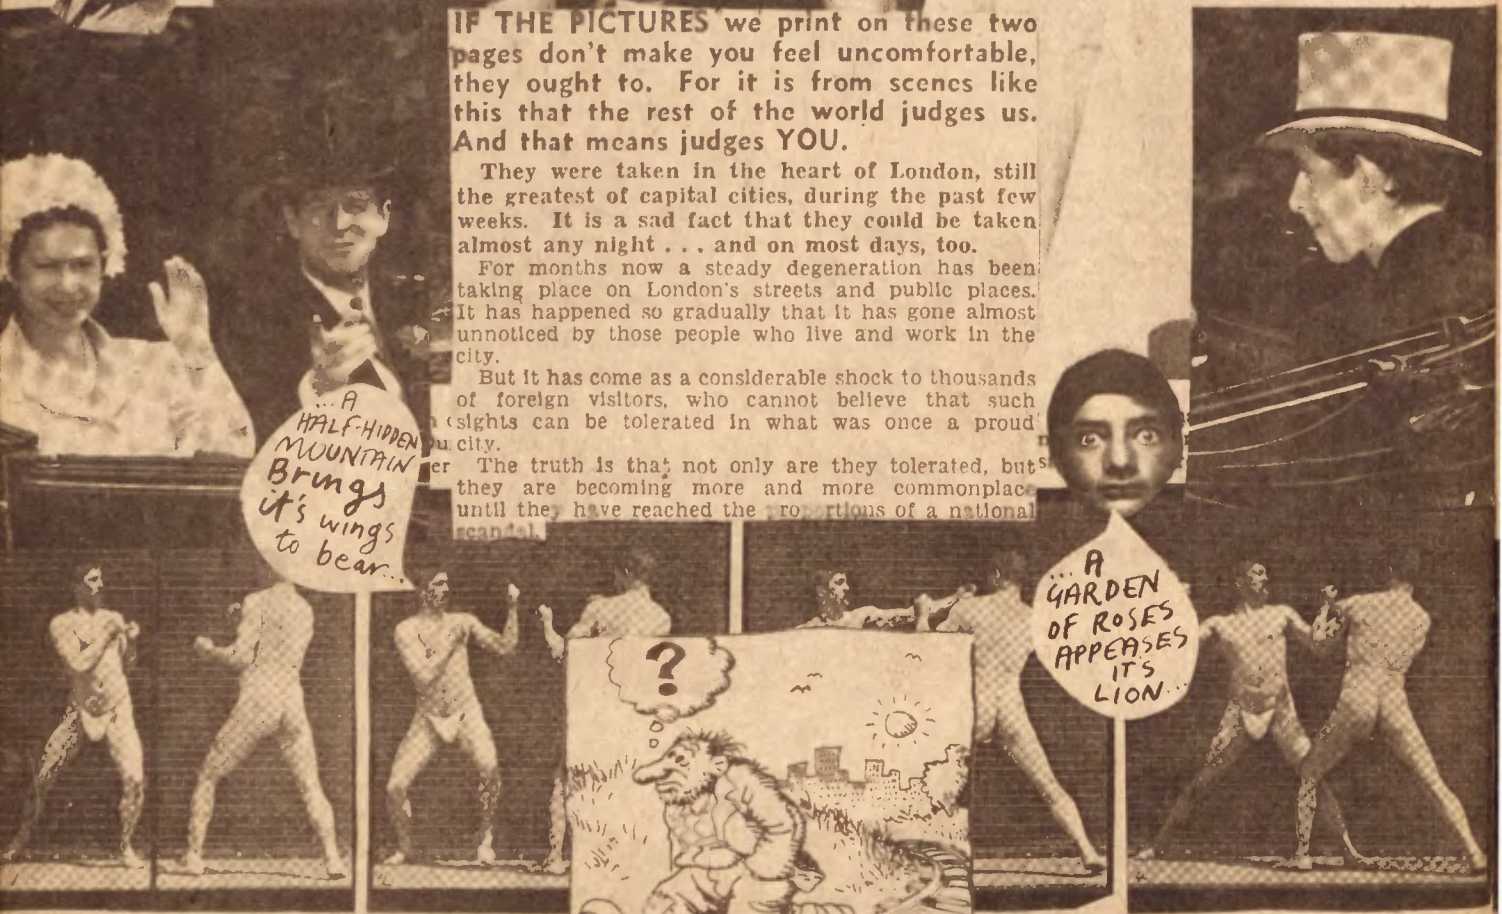 IF THE PICTURES we print on these two
pages don't make you feel uncomfortable,
they ought to. For it is from scenes like
this that the rest of the world judges us.
And that means judges YOU.
They were taken in the heart of London, still
the greatest of capital cities, during the past few
weeks. It is a sad fact that they could be taken
almost any night . . . and on most days, too.
For months now a steady degeneration has been
taking place on London's streets and public places.
It has happened so gradually that it has gone almost
unnoticed by those people who live and work in the
city.
But it has come as a considerable shock to thousands
of foreign visitors, who cannot believe that such
sights can be tolerated in what was once a proud
city.
The truth is that not only are they tolerated, but
they are becoming more and more commonplace
until they have reached the proportions of a national
scandal.
...A
HALF-HIDDEN
MOUNTAIN
Brings
it's wings
to bear...
...A
GARDEN
OF ROSES
APPEASES
ITS
LION...
?